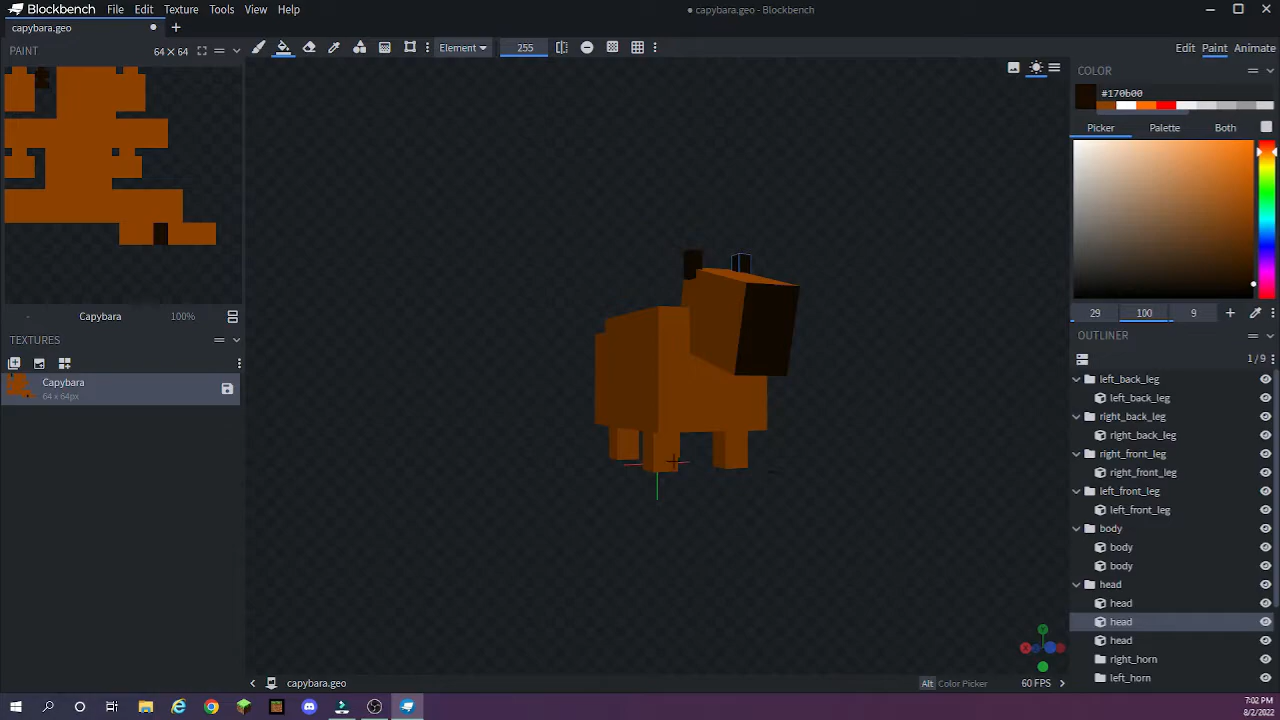 Blockbench File Edit Texture Tools View Help
capybara.geo - Blockbench
capybara.geo
PAINT 64 × 64
Element 255
Edit Paint Animate
COLOR
#170b00
Picker Palette Both
29 100 9
Capybara 100%
TEXTURES
Capybara
64 x 64px
OUTLINER
1/9
left_back_leg
left_back_leg
right_back_leg
right_back_leg
right_front_leg
right_front_leg
left_front_leg
left_front_leg
body
body
body
head
head
head
head
right_horn
left_horn
capybara.geo
Alt Color Picker 60 FPS
7:02 PM
8/2/2022